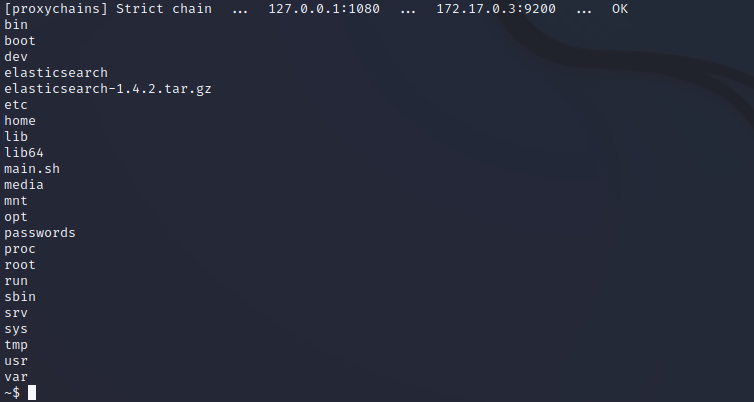 [proxychains] Strict chain  ...  127.0.0.1:1080  ...  172.17.0.3:9200  ...  OK
bin
boot
dev
elasticsearch
elasticsearch-1.4.2.tar.gz
etc
home
lib
lib64
main.sh
media
mnt
opt
passwords
proc
root
run
sbin
srv
sys
tmp
usr
var
~$